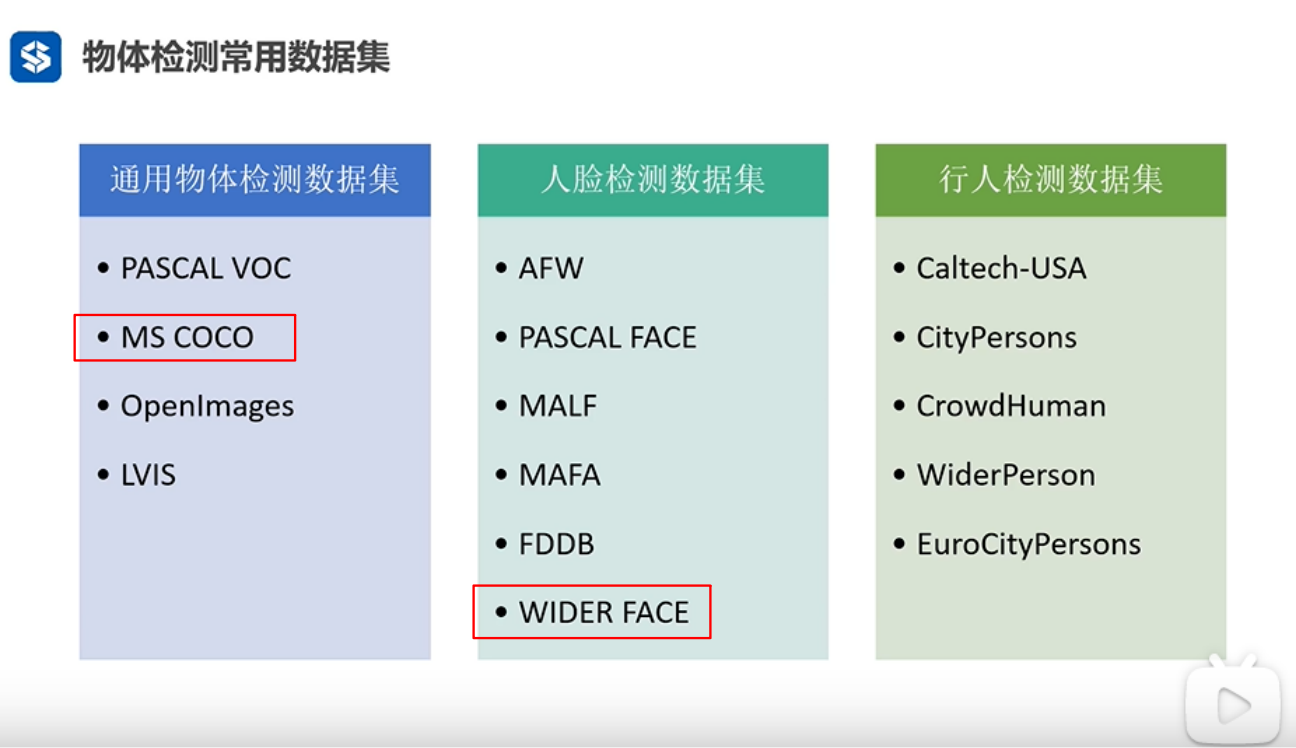 物体检测常用数据集
通用物体检测数据集
• PASCAL VOC
• MS COCO
• OpenImages
• LVIS
人脸检测数据集
• AFW
• PASCAL FACE
• MALF
• MAFA
• FDDB
• WIDER FACE
行人检测数据集
• Caltech-USA
• CityPersons
• CrowdHuman
• WiderPerson
• EuroCityPersons